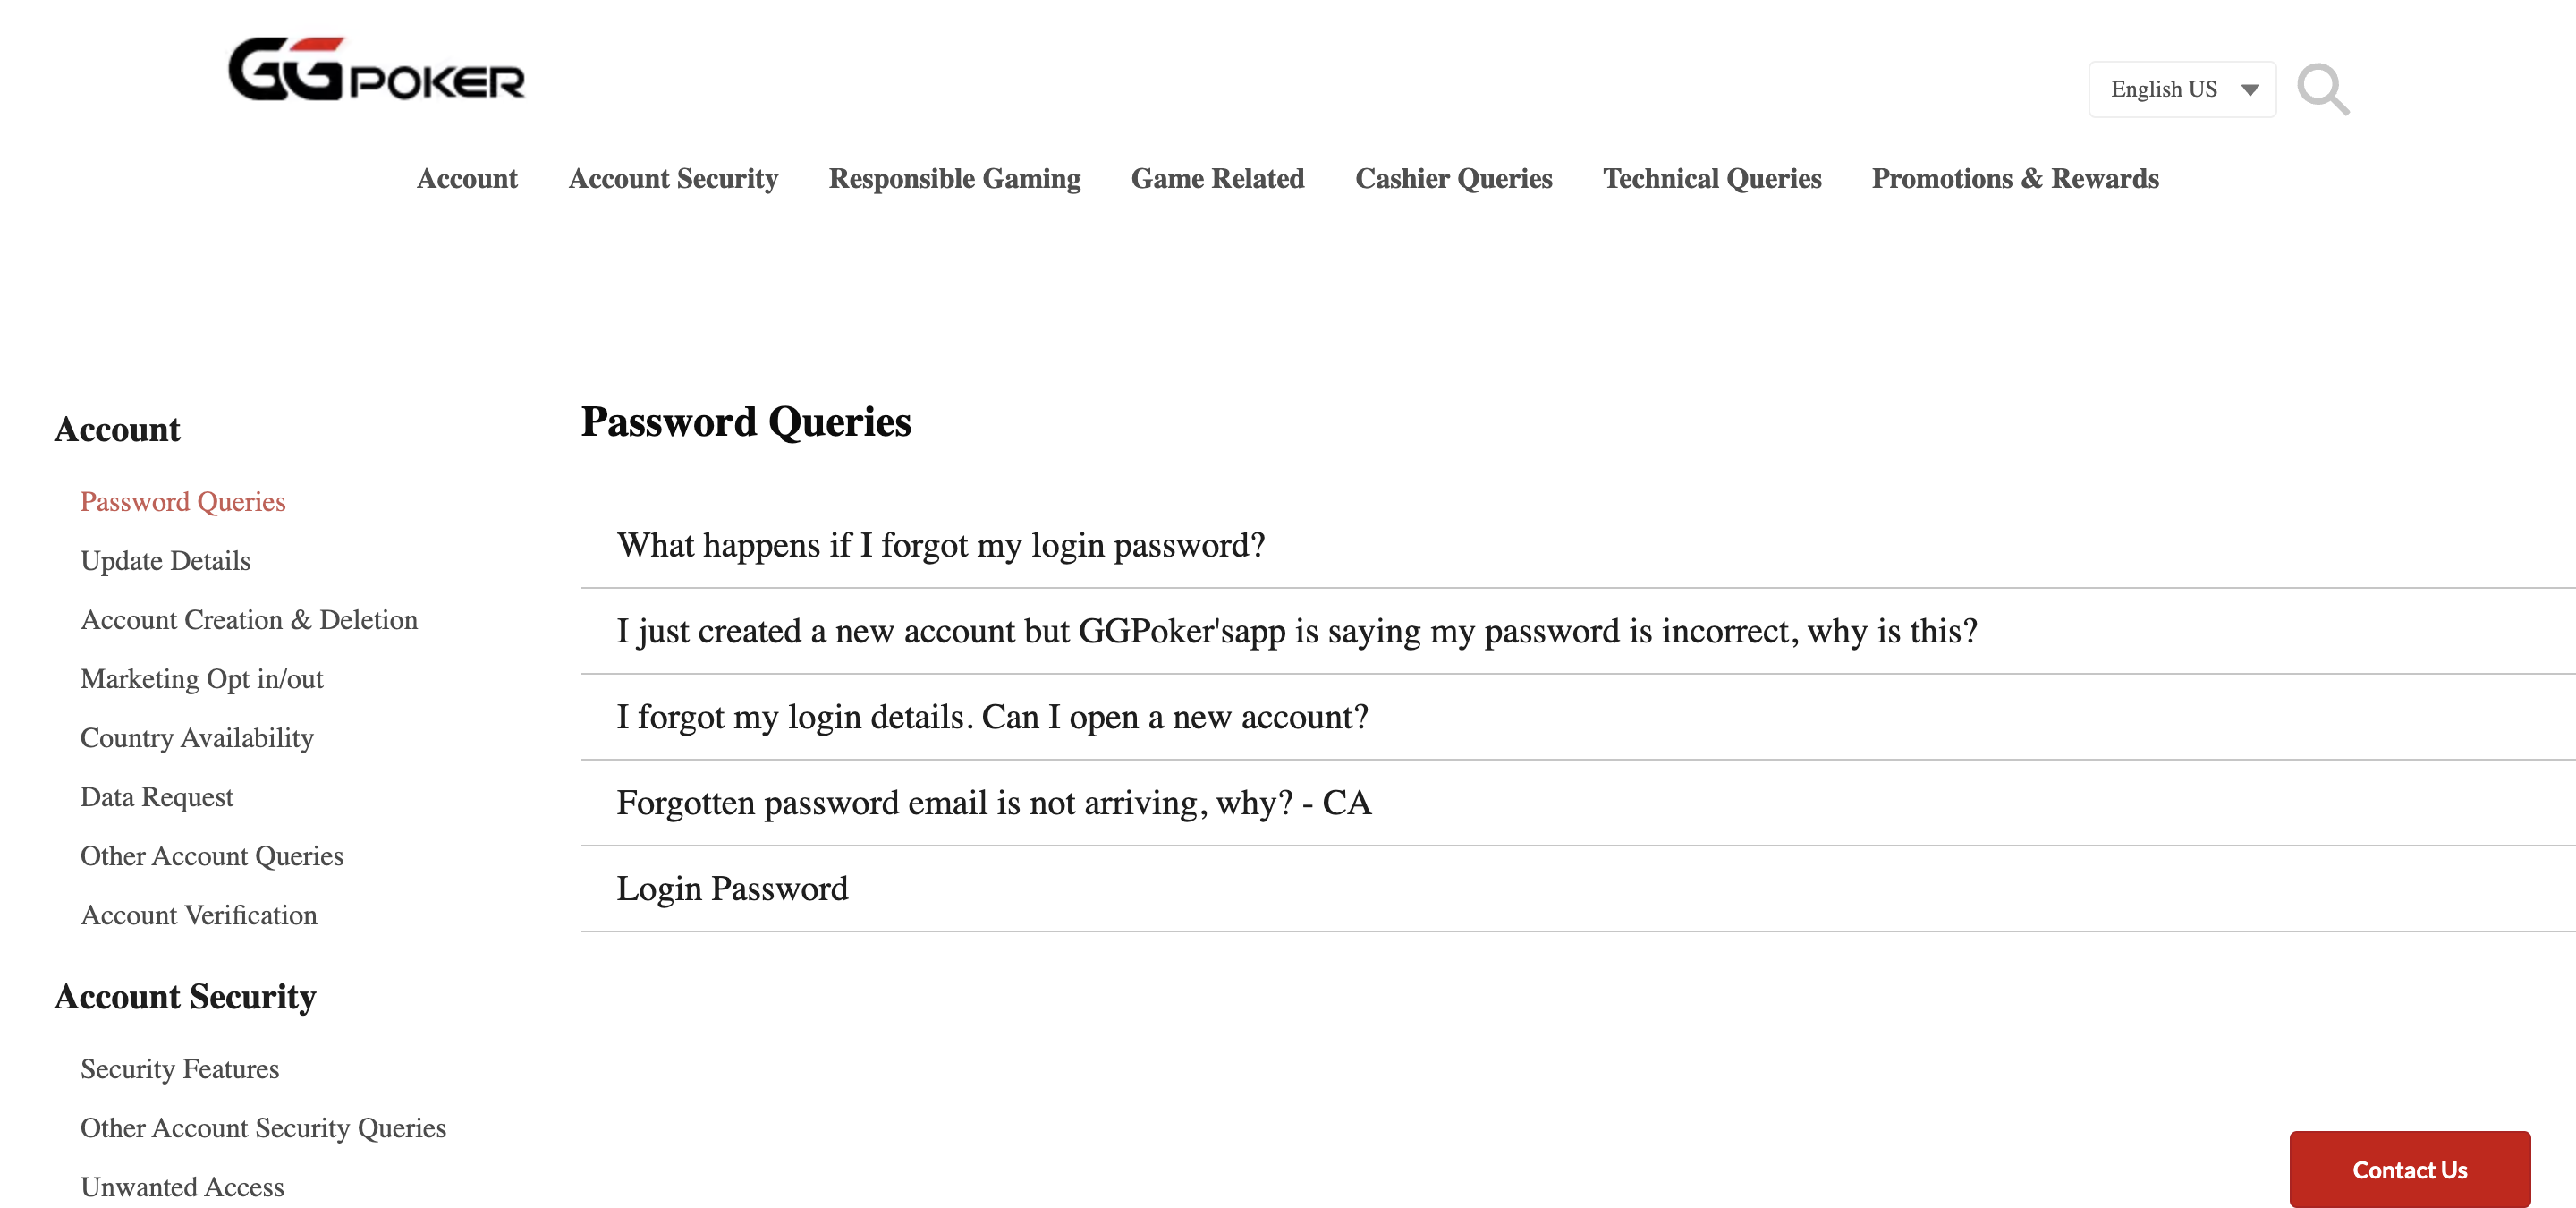 GGPOKER
English US
Account
Account Security
Responsible Gaming
Game Related
Cashier Queries
Technical Queries
Promotions & Rewards
Account
Password Queries
Update Details
Account Creation & Deletion
Marketing Opt in/out
Country Availability
Data Request
Other Account Queries
Account Verification
Account Security
Security Features
Other Account Security Queries
Unwanted Access
Password Queries
What happens if I forgot my login password?
I just created a new account but GGPoker'sapp is saying my password is incorrect, why is this?
I forgot my login details. Can I open a new account?
Forgotten password email is not arriving, why? - CA
Login Password
Contact Us